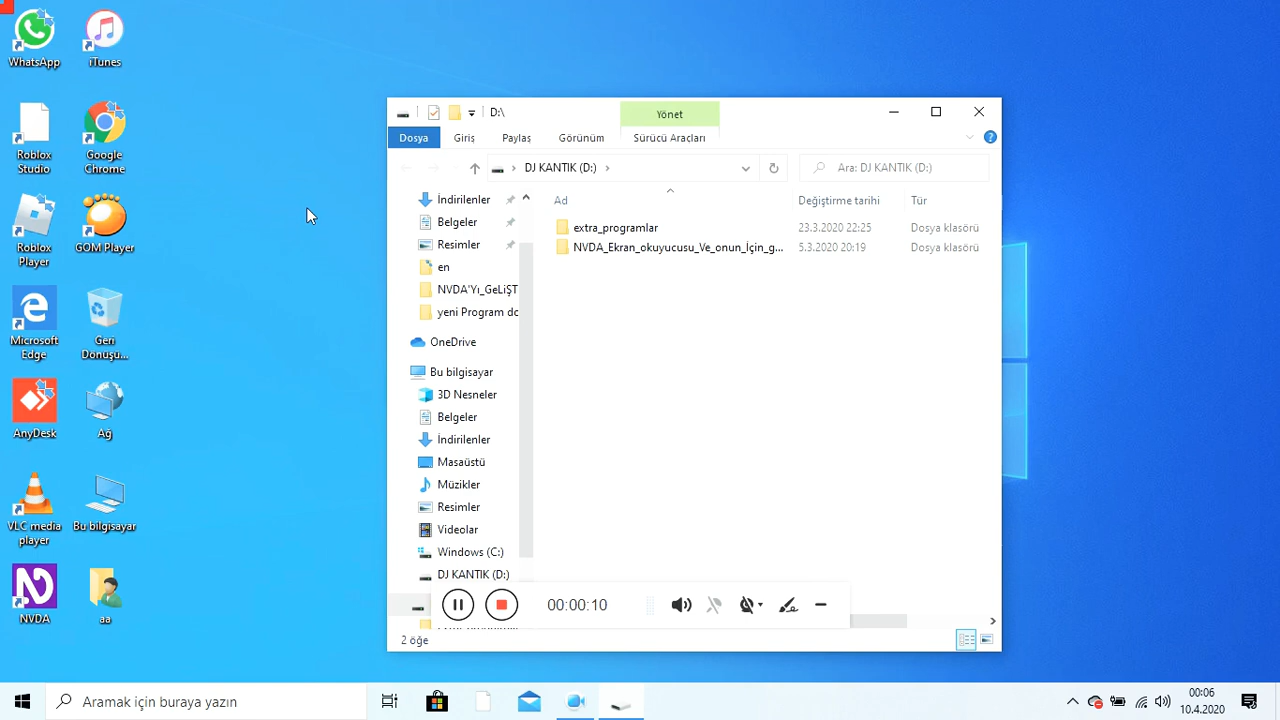 WhatsApp
iTunes
Roblox
Studio
Google
Chrome
Roblox
Player
GOM Player
Microsoft
Edge
Geri
Dönüşü...
AnyDesk
Ağ
VLC media
player
Bu bilgisayar
NVDA
aa
D:\
Yönet
Dosya
Giriş
Paylaş
Görünüm
Sürücü Araçları
DJ KANTIK (D:)
Ara: DJ KANTIK (D:)
İndirilenler
Belgeler
Resimler
en
NVDA'Yı_GeLiŞT
yeni Program do
OneDrive
Bu bilgisayar
3D Nesneler
Belgeler
İndirilenler
Masaüstü
Müzikler
Resimler
Videolar
Windows (C:)
DJ KANTIK (D:)
Ad
Değiştirme tarihi
Tür
extra_programlar
23.3.2020 22:25
Dosya klasörü
NVDA_Ekran_okuyucusu_Ve_onun_İçin_g...
5.3.2020 20:19
Dosya klasörü
00:00:10
2 öğe
Aramak için buraya yazın
00:06
10.4.2020